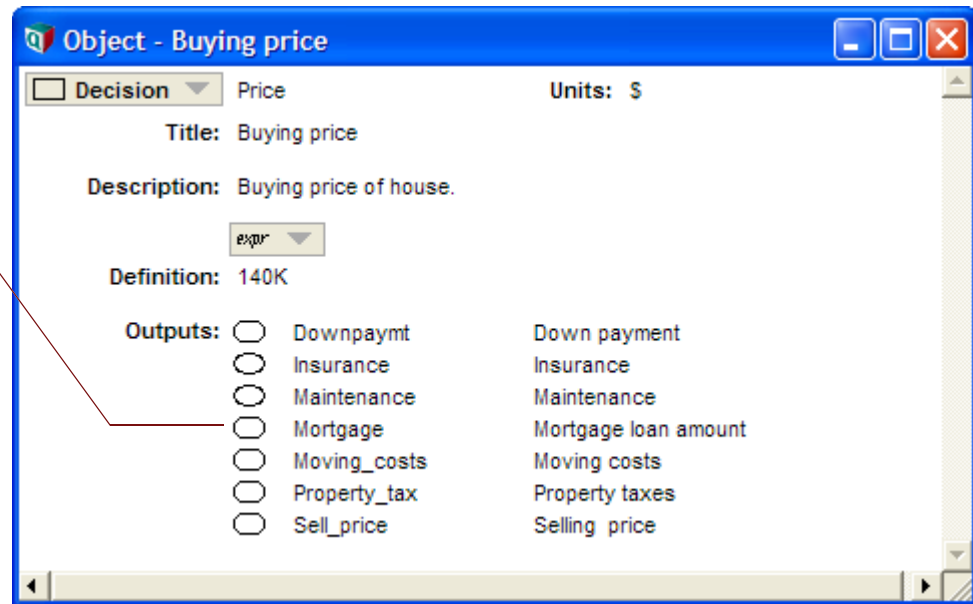 Object - Buying price
Decision Price Units: $
Title: Buying price
Description: Buying price of house.
expr
Definition: 140K
Outputs: Downpaymt Down payment
Insurance Insurance
Maintenance Maintenance
Mortgage Mortgage loan amount
Moving_costs Moving costs
Property_tax Property taxes
Sell_price Selling price